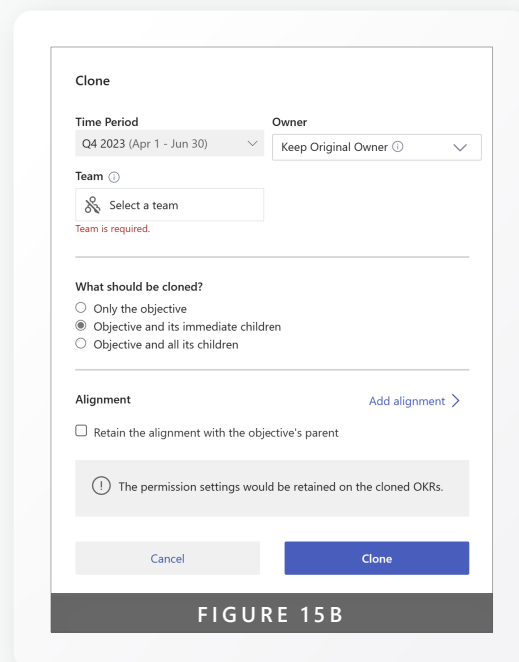 Clone
Time Period
Owner
Q4 2023 (Apr 1 - Jun 30)
Keep Original Owner
Team
Select a team
Team is required.
What should be cloned?
Only the objective
Objective and its immediate children
Objective and all its children
Alignment
Add alignment
Retain the alignment with the objective's parent
The permission settings would be retained on the cloned OKRs.
Cancel
Clone
FIGURE 15B